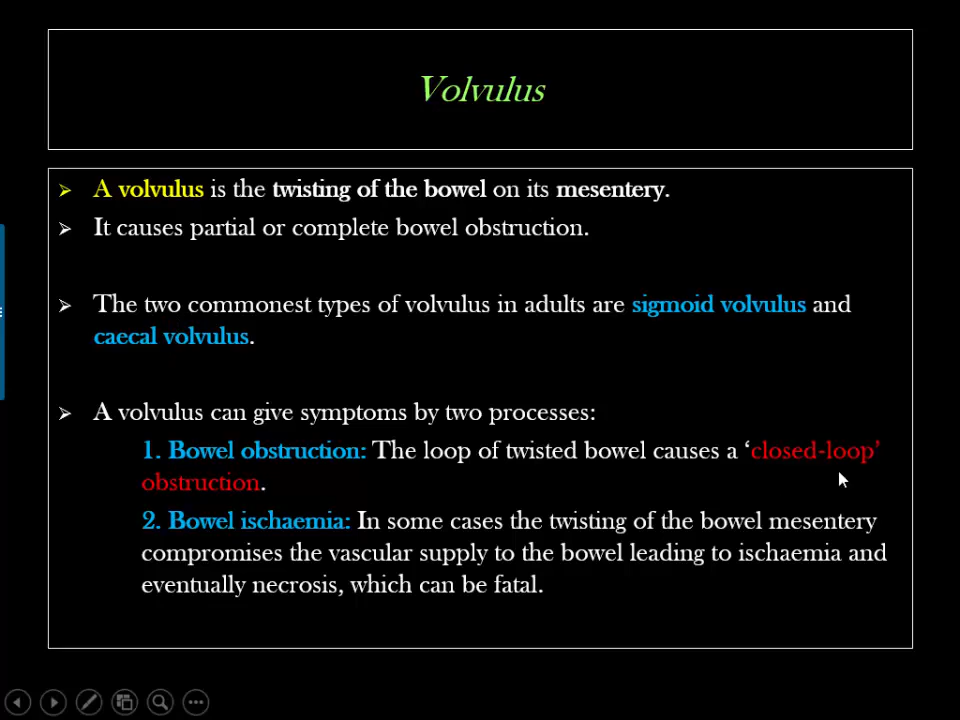 Volvulus
A volvulus is the twisting of the bowel on its mesentery.
It causes partial or complete bowel obstruction.
The two commonest types of volvulus in adults are sigmoid volvulus and
caecal volvulus.
A volvulus can give symptoms by two processes:
1. Bowel obstruction: The loop of twisted bowel causes a ‘closed-loop’
obstruction.
2. Bowel ischaemia: In some cases the twisting of the bowel mesentery
compromises the vascular supply to the bowel leading to ischaemia and
eventually necrosis, which can be fatal.